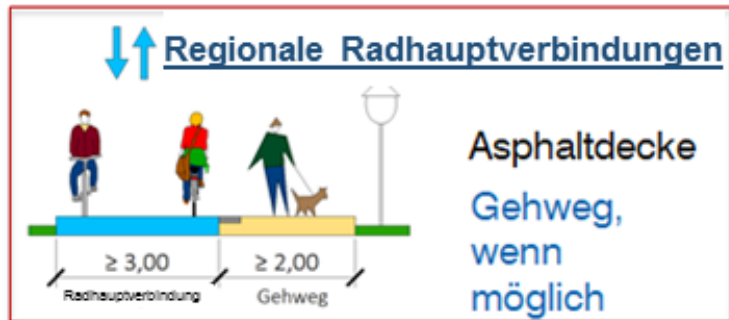 Regionale Radhauptverbindungen
Asphaltdecke
Gehweg,
wenn
möglich
≥ 3,00 ≥ 2,00
Radhauptverbindung Gehweg